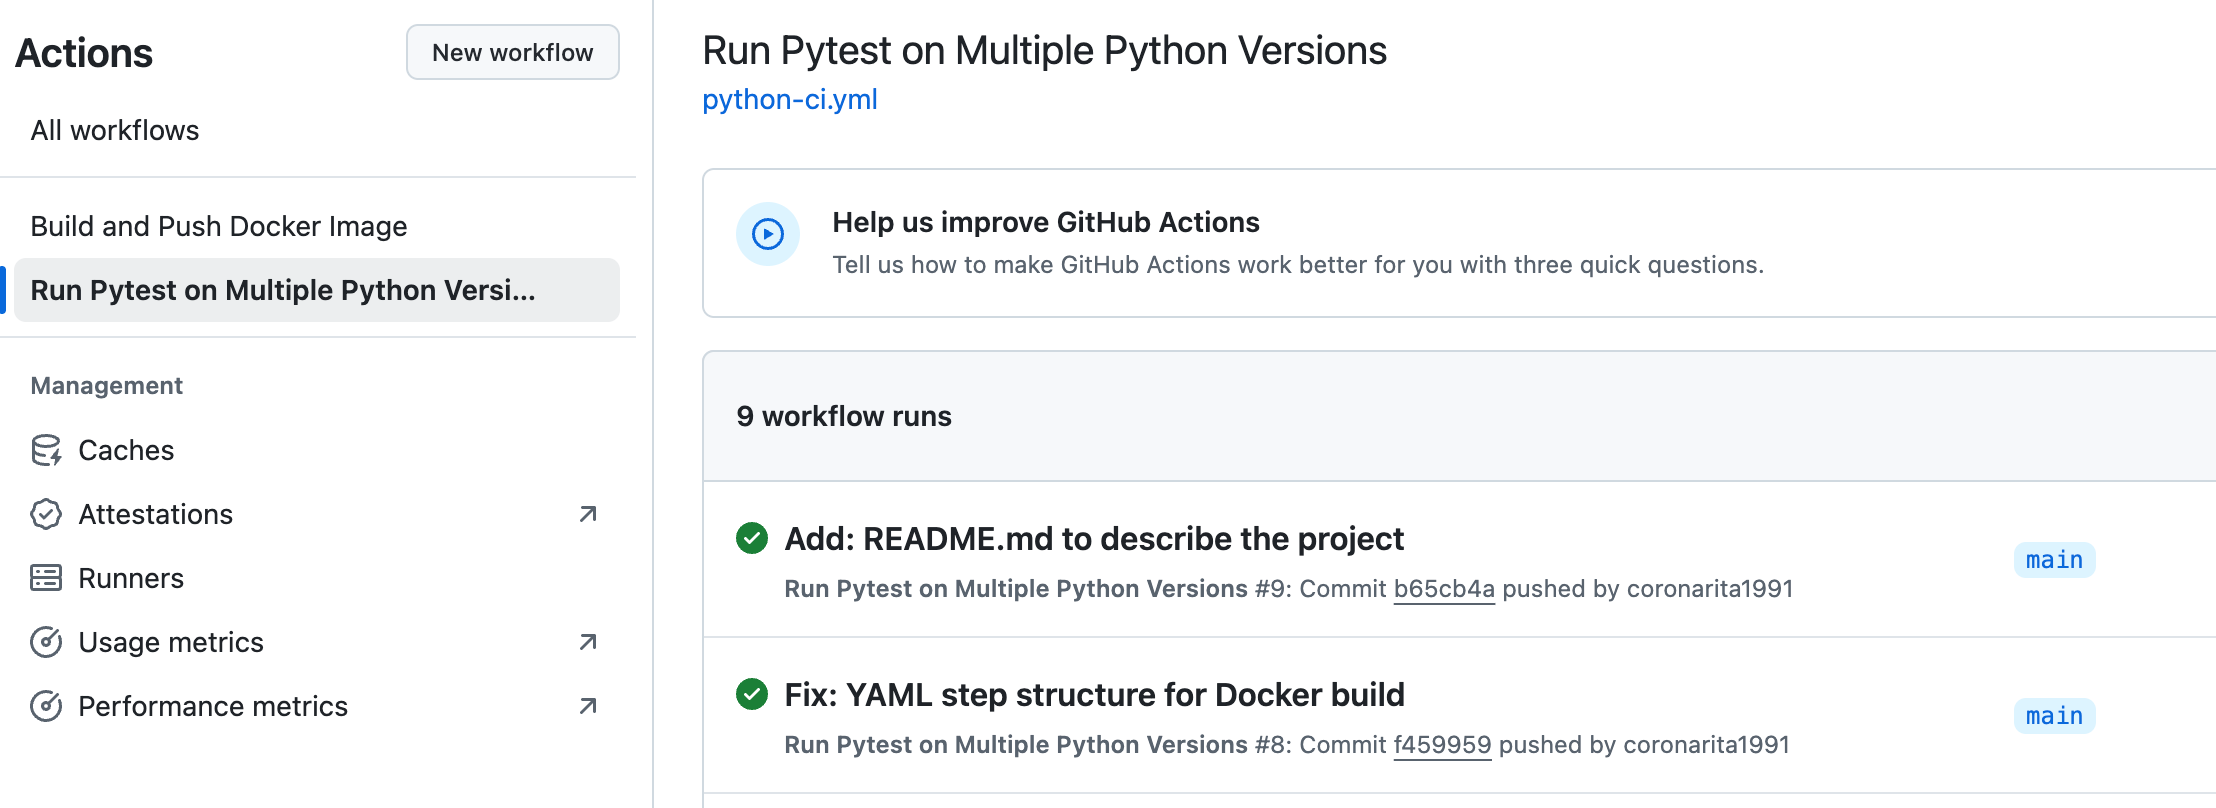 Actions
New workflow
All workflows
Build and Push Docker Image
Run Pytest on Multiple Python Versi...
Management
Caches
Attestations
Runners
Usage metrics
Performance metrics
Run Pytest on Multiple Python Versions
python-ci.yml
Help us improve GitHub Actions
Tell us how to make GitHub Actions work better for you with three quick questions.
9 workflow runs
Add: README.md to describe the project
main
Run Pytest on Multiple Python Versions #9: Commit b65cb4a pushed by coronarita1991
Fix: YAML step structure for Docker build
main
Run Pytest on Multiple Python Versions #8: Commit f459959 pushed by coronarita1991